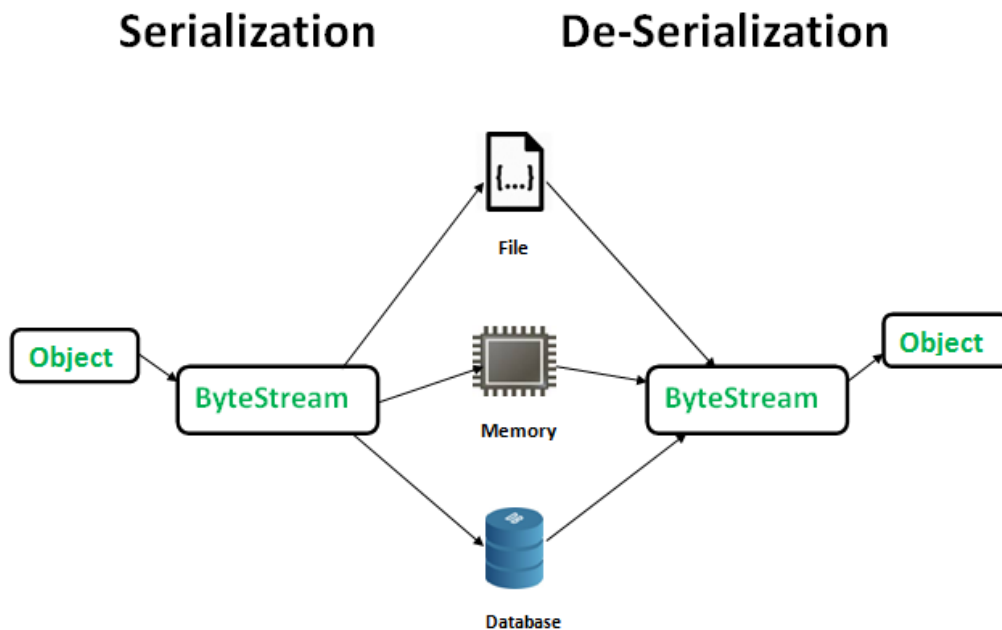 Serialization
De-Serialization
{...}
File
Object
ByteStream
Memory
ByteStream
Object
Database